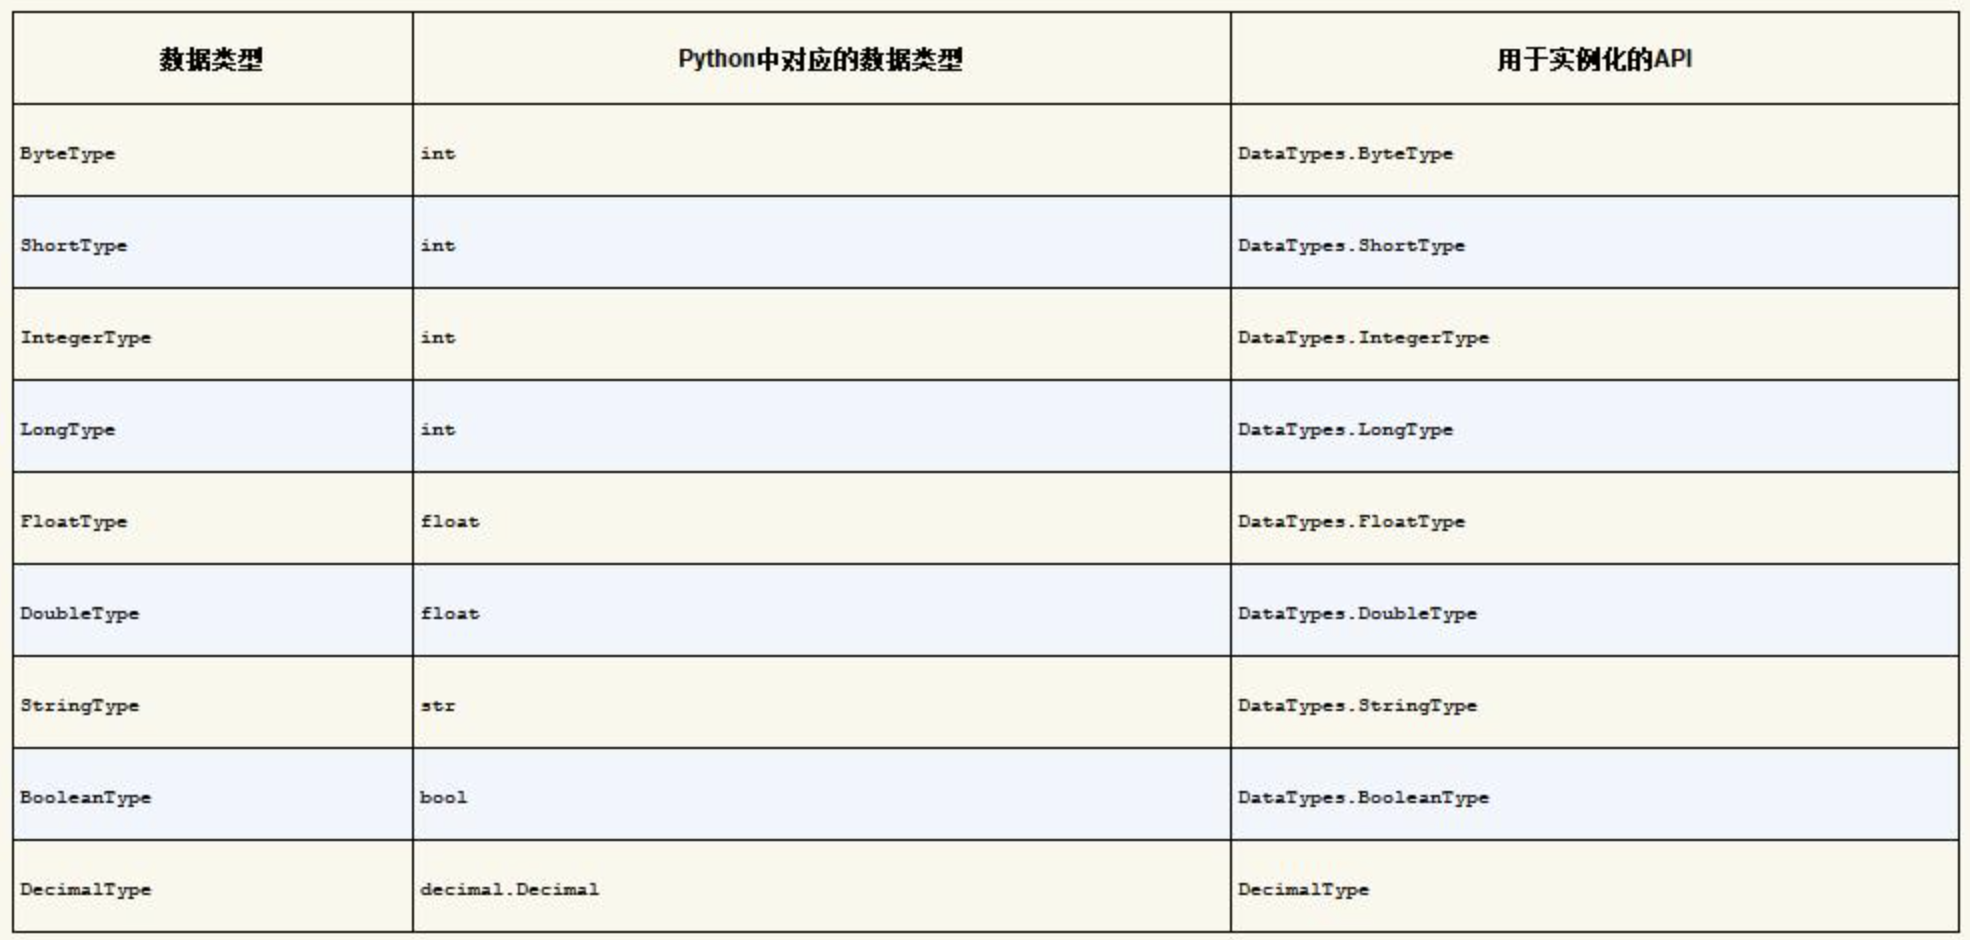 数据类型 Python中对应的数据类型 用于实例化的API
ByteType int DataTypes.ByteType
ShortType int DataTypes.ShortType
IntegerType int DataTypes.IntegerType
LongType int DataTypes.LongType
FloatType float DataTypes.FloatType
DoubleType float DataTypes.DoubleType
StringType str DataTypes.StringType
BooleanType bool DataTypes.BooleanType
DecimalType decimal.Decimal DecimalType